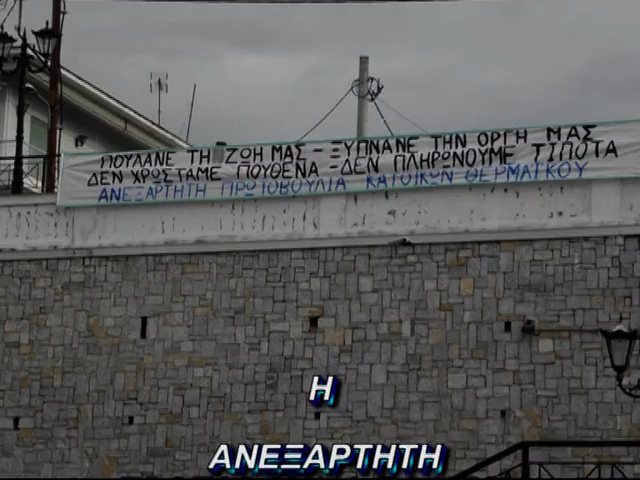 ΠΟΥΛΑΝΕ ΤΗ ΖΩΗ ΜΑΣ - ΞΥΠΝΑΝΕ ΤΗΝ ΟΡΓΗ ΜΑΣ
ΔΕΝ ΧΡΩΣΤΑΜΕ ΠΟΥΘΕΝΑ - ΔΕΝ ΠΛΗΡΩΝΟΥΜΕ ΤΙΠΟΤΑ
ΑΝΕΞΑΡΤΗΤΗ ΠΡΩΤΟΒΟΥΛΙΑ ΚΑΤΟΙΚΩΝ ΘΕΡΜΑΪΚΟΥ
Η
ΑΝΕΞΑΡΤΗΤΗ